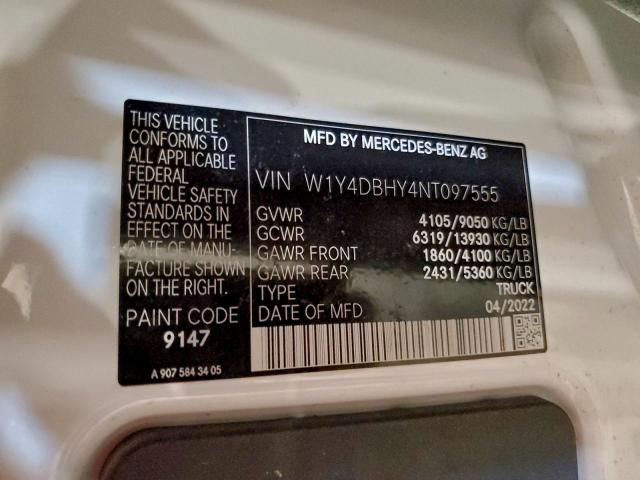 THIS VEHICLE
CONFORMS TO
ALL APPLICABLE
FEDERAL
VEHICLE SAFETY
STANDARDS IN
EFFECT ON THE
DATE OF MANU-
FACTURE SHOWN
ON THE RIGHT.
PAINT CODE
9147
A 907 584 34 05
MFD BY MERCEDES-BENZ AG
VIN W1Y4DBHY4NT097555
GVWR 4105/9050 KG/LB
GCWR 6319/13930 KG/LB
GAWR FRONT 1860/4100 KG/LB
GAWR REAR 2431/5360 KG/LB
TYPE TRUCK
DATE OF MFD 04/2022